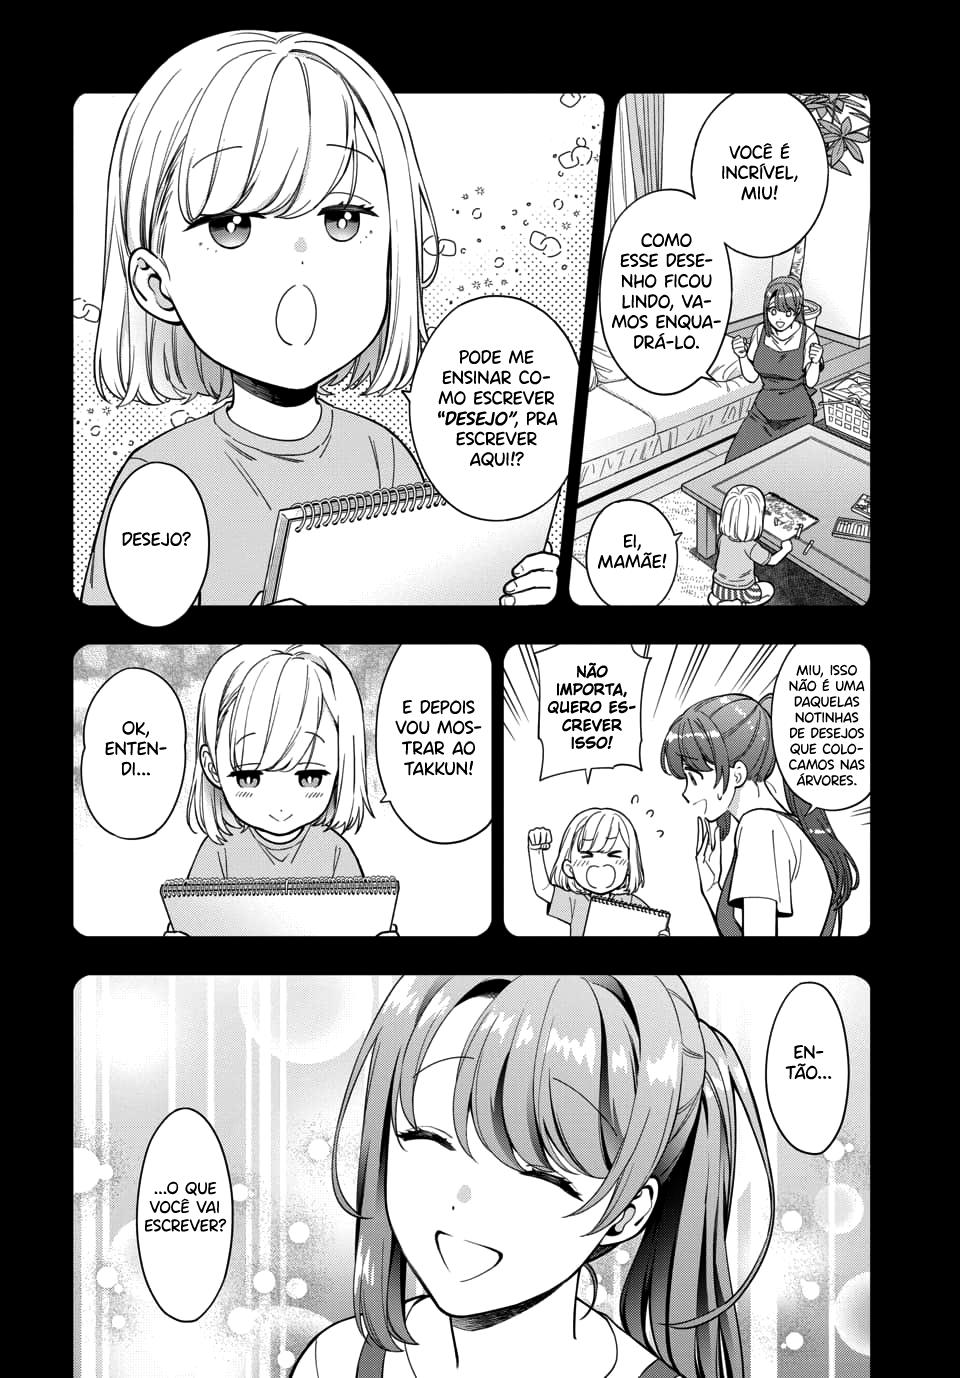 VOCÊ É
INCRÍVEL,
MIU!
COMO
ESSE DESE-
NHO FICOU
LINDO, VA-
MOS ENQUA-
DRÁ-LO.
EI,
MAMÃE!
PODE ME
ENSINAR CO-
MO ESCREVER
"DESEJO", PRA
ESCREVER
AQUI!?
DESEJO?
MIU, ISSO
NÃO É UMA
DAQUELAS
NOTINHAS
DE DESEJOS
QUE COLO-
CAMOS NAS
ÁRVORES.
NÃO
IMPORTA,
QUERO ES-
CREVER
ISSO!
E DEPOIS
VOU MOS-
TRAR AO
TAKKUN!
OK,
ENTEN-
DI...
EN-
TÃO...
...O QUE
VOCÊ VAI
ESCREVER?